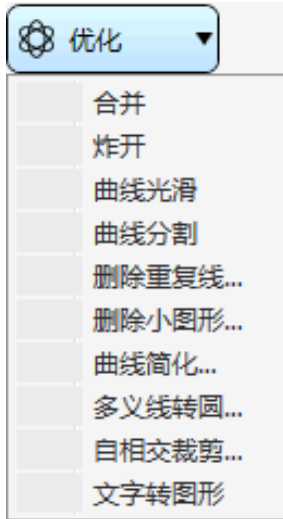 优化
合并
炸开
曲线光滑
曲线分割
删除重复线...
删除小图形...
曲线简化...
多义线转圆...
自相交裁剪...
文字转图形